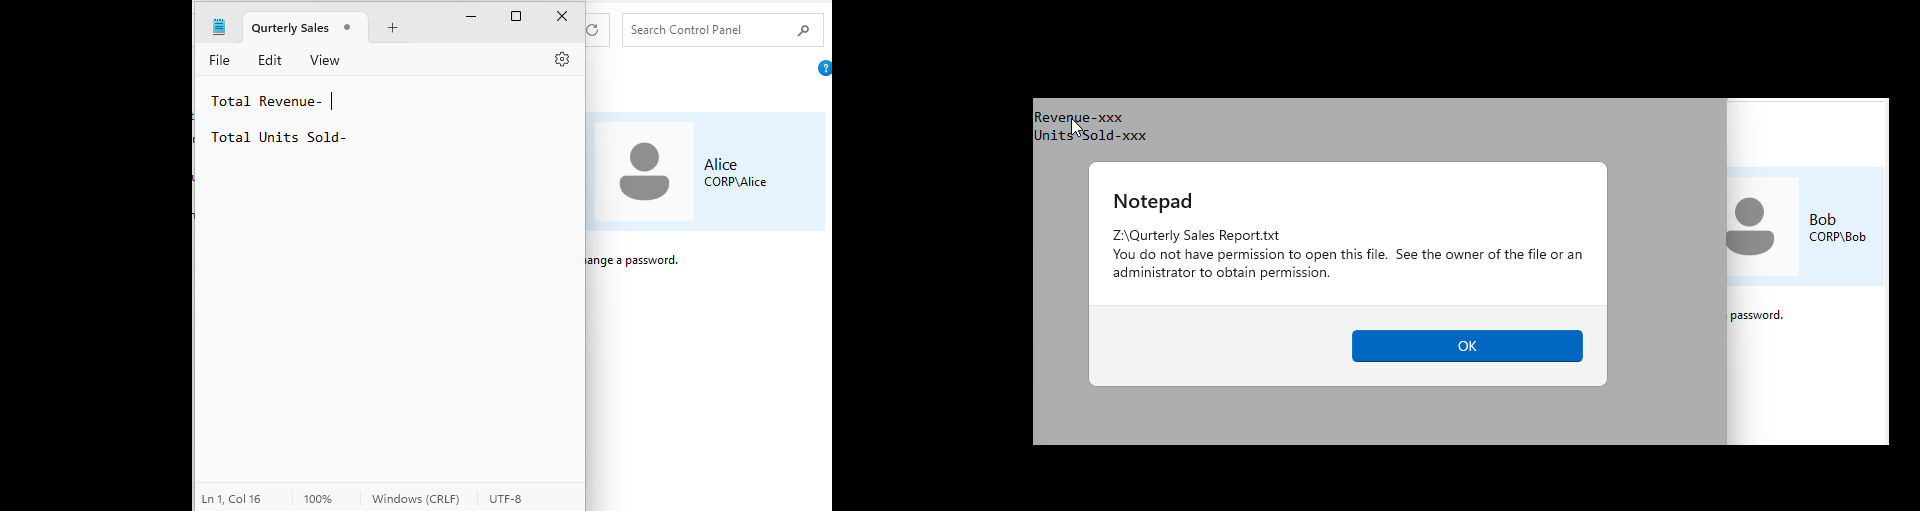 Qurterly Sales
Search Control Panel
File Edit View
?
Total Revenue-
Total Units Sold-
Alice
CORP\Alice
ange a password.
Ln 1, Col 16 100% Windows (CRLF) UTF-8
Revenue-xxx
Units Sold-xxx
Notepad
Z:\Qurterly Sales Report.txt
You do not have permission to open this file. See the owner of the file or an
administrator to obtain permission.
OK
Bob
CORP\Bob
password.